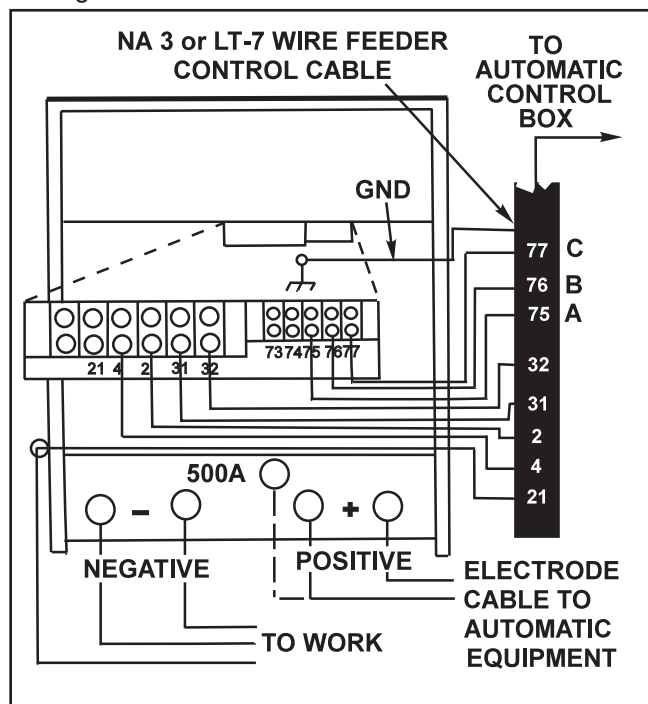 NA 3 or LT-7 WIRE FEEDER
CONTROL CABLE
TO
AUTOMATIC
CONTROL
BOX
GND
77 C
76 B
75 A
32
31
2
4
21
21 4 2 31 32
73 74 75 76 77
500A
- +
NEGATIVE
POSITIVE
TO WORK
ELECTRODE
CABLE TO
AUTOMATIC
EQUIPMENT